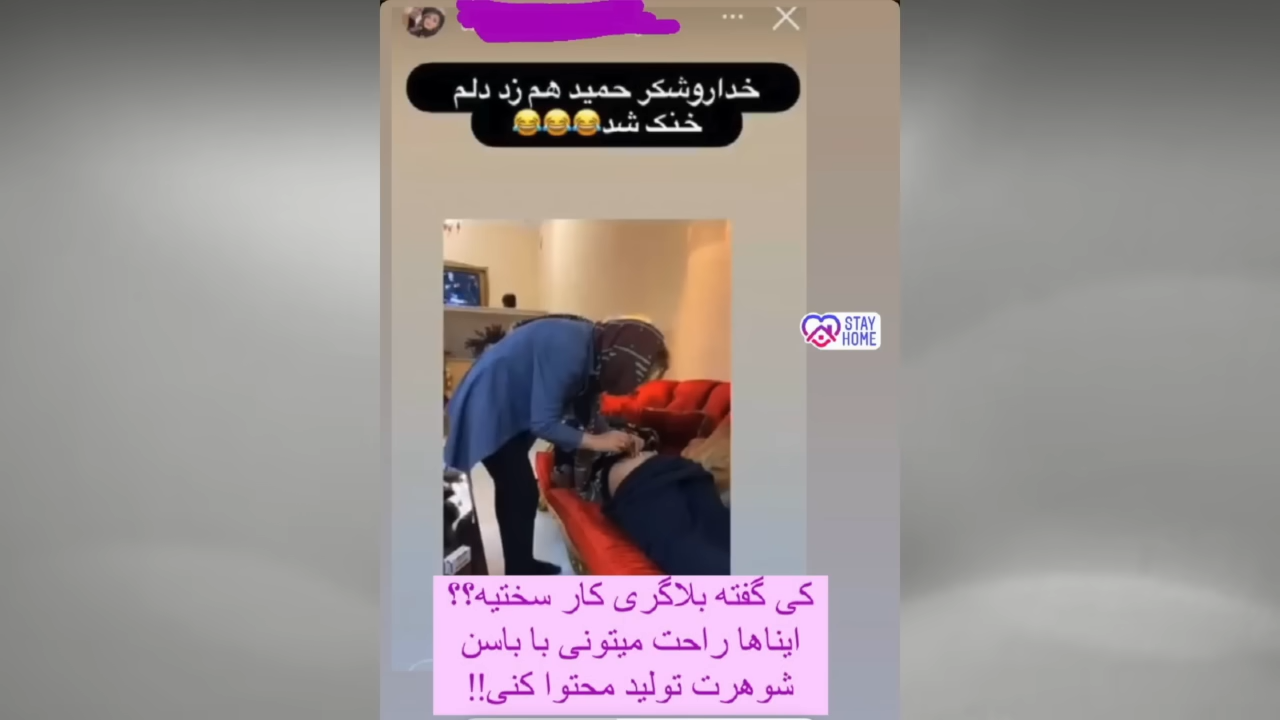 خداروشکر حمید هم زد دلم
خنک شد😂😂😂
STAY
HOME
کی گفته بلاگری کار سختیه؟؟
ایناها راحت میتونی با باسن
شوهرت تولید محتوا کنی!!